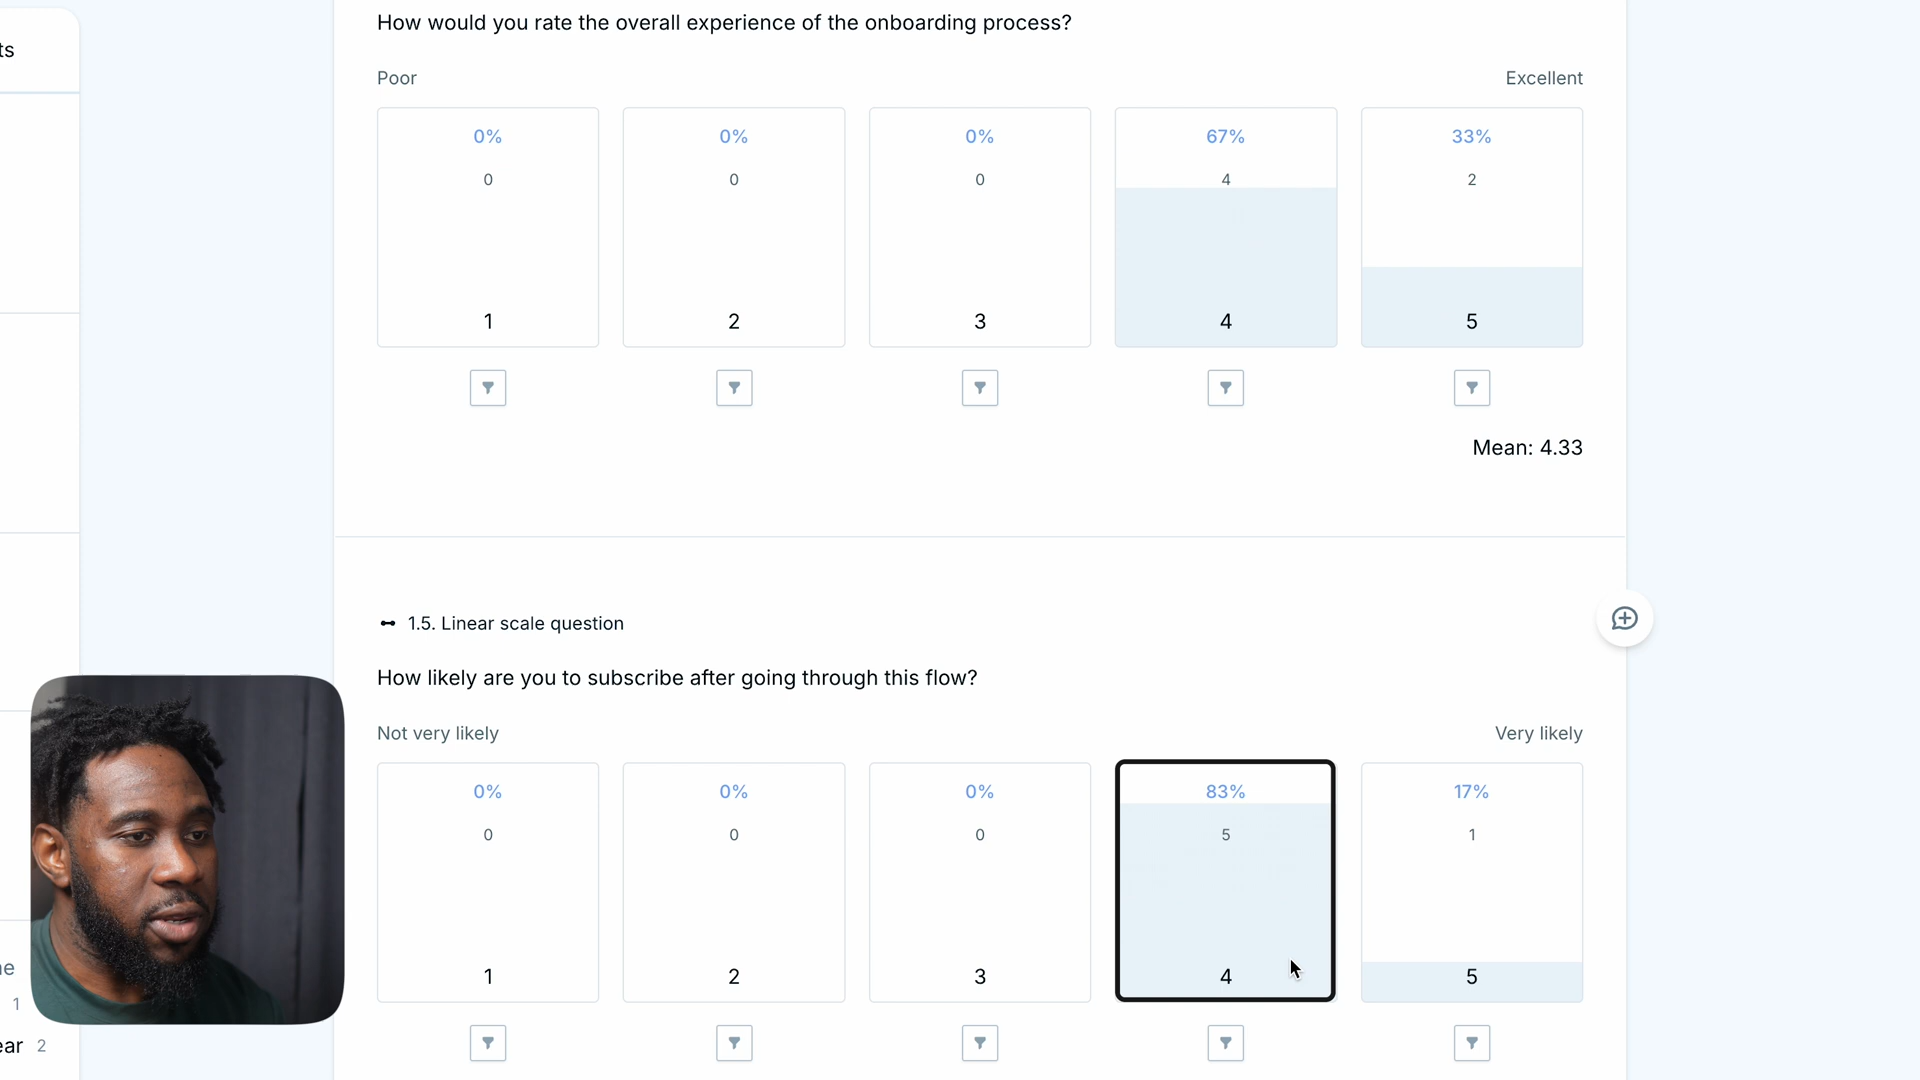 ts
How would you rate the overall experience of the onboarding process?
Poor Excellent
0% 0% 0% 67% 33%
0 0 0 4 2
1 2 3 4 5
Mean: 4.33
1.5. Linear scale question
How likely are you to subscribe after going through this flow?
Not very likely Very likely
0% 0% 0% 83% 17%
0 0 0 5 1
1 2 3 4 5
ne
1
ear 2